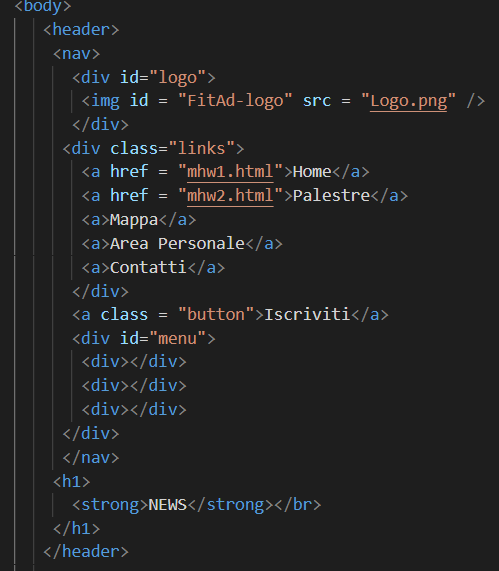 <body>
<header>
<nav>
<div id="logo">
<img id = "FitAd-logo" src = "Logo.png" />
</div>
<div class="links">
<a href = "mhw1.html">Home</a>
<a href = "mhw2.html">Palestre</a>
<a>Mappa</a>
<a>Area Personale</a>
<a>Contatti</a>
</div>
<a class = "button">Iscriviti</a>
<div id="menu">
<div></div>
<div></div>
<div></div>
</div>
</nav>
<h1>
<strong>NEWS</strong></br>
</h1>
</header>